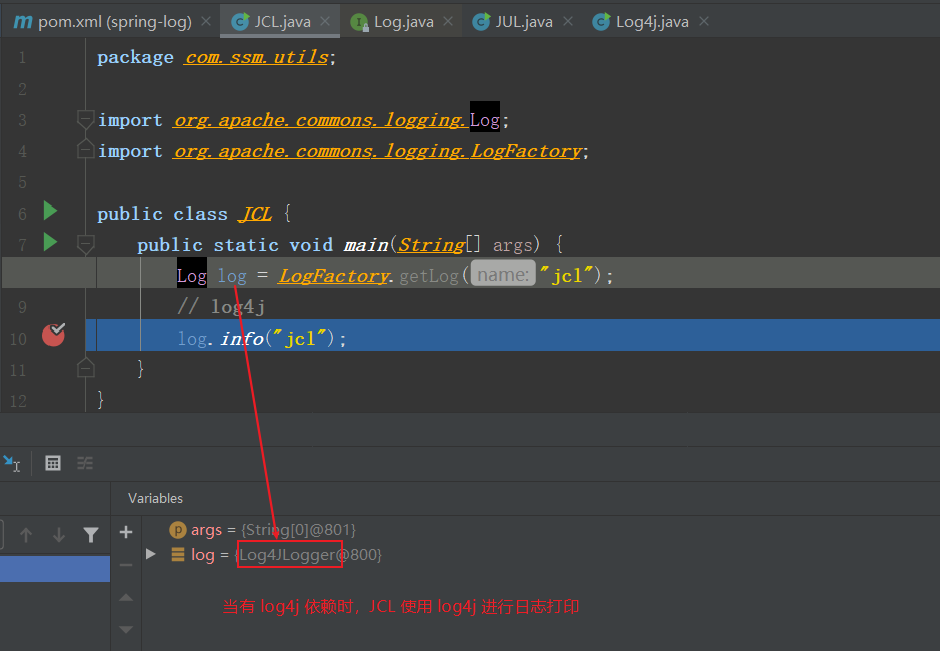 pom.xml (spring-log) JCL.java Log.java JUL.java Log4j.java
1 package com.ssm.utils;
2
3 import org.apache.commons.logging.Log;
4 import org.apache.commons.logging.LogFactory;
5
6 public class JCL {
7 public static void main(String[] args) {
Log log = LogFactory.getLog( name: "jcl");
9 // log4j
10 log.info("jcl");
11 }
12 }
Variables
args = {String[0]@801}
log = {Log4JLogger@800}
当有 log4j 依赖时，JCL 使用 log4j 进行日志打印